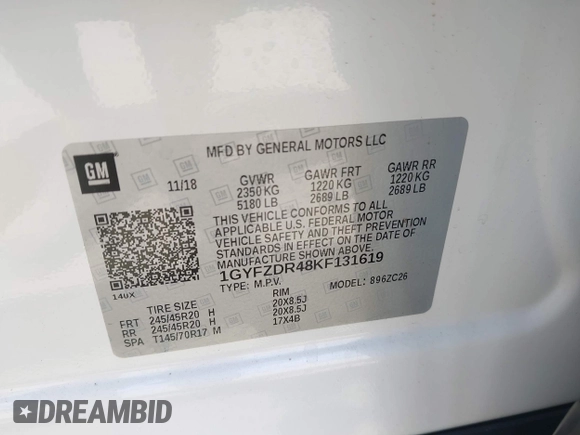 MFD BY GENERAL MOTORS LLC
GM
11/18
GVWR
2350 KG
5180 LB
GAWR FRT
1220 KG
2689 LB
GAWR RR
1220 KG
2689 LB
THIS VEHICLE CONFORMS TO ALL
APPLICABLE U.S. FEDERAL MOTOR
VEHICLE SAFETY AND THEFT
PREVENTION STANDARDS IN EFFECT ON THE DATE OF
MANUFACTURE SHOWN ABOVE.
1GYFZDR48KF131619
TYPE: M.P.V.
MODEL: 896ZC26
140X
TIRE SIZE RIM
FRT 245/45R20 H 20X8.5J
RR 245/45R20 H 20X8.5J
SPA T145/70R17 M 17X4B
DREAMBID